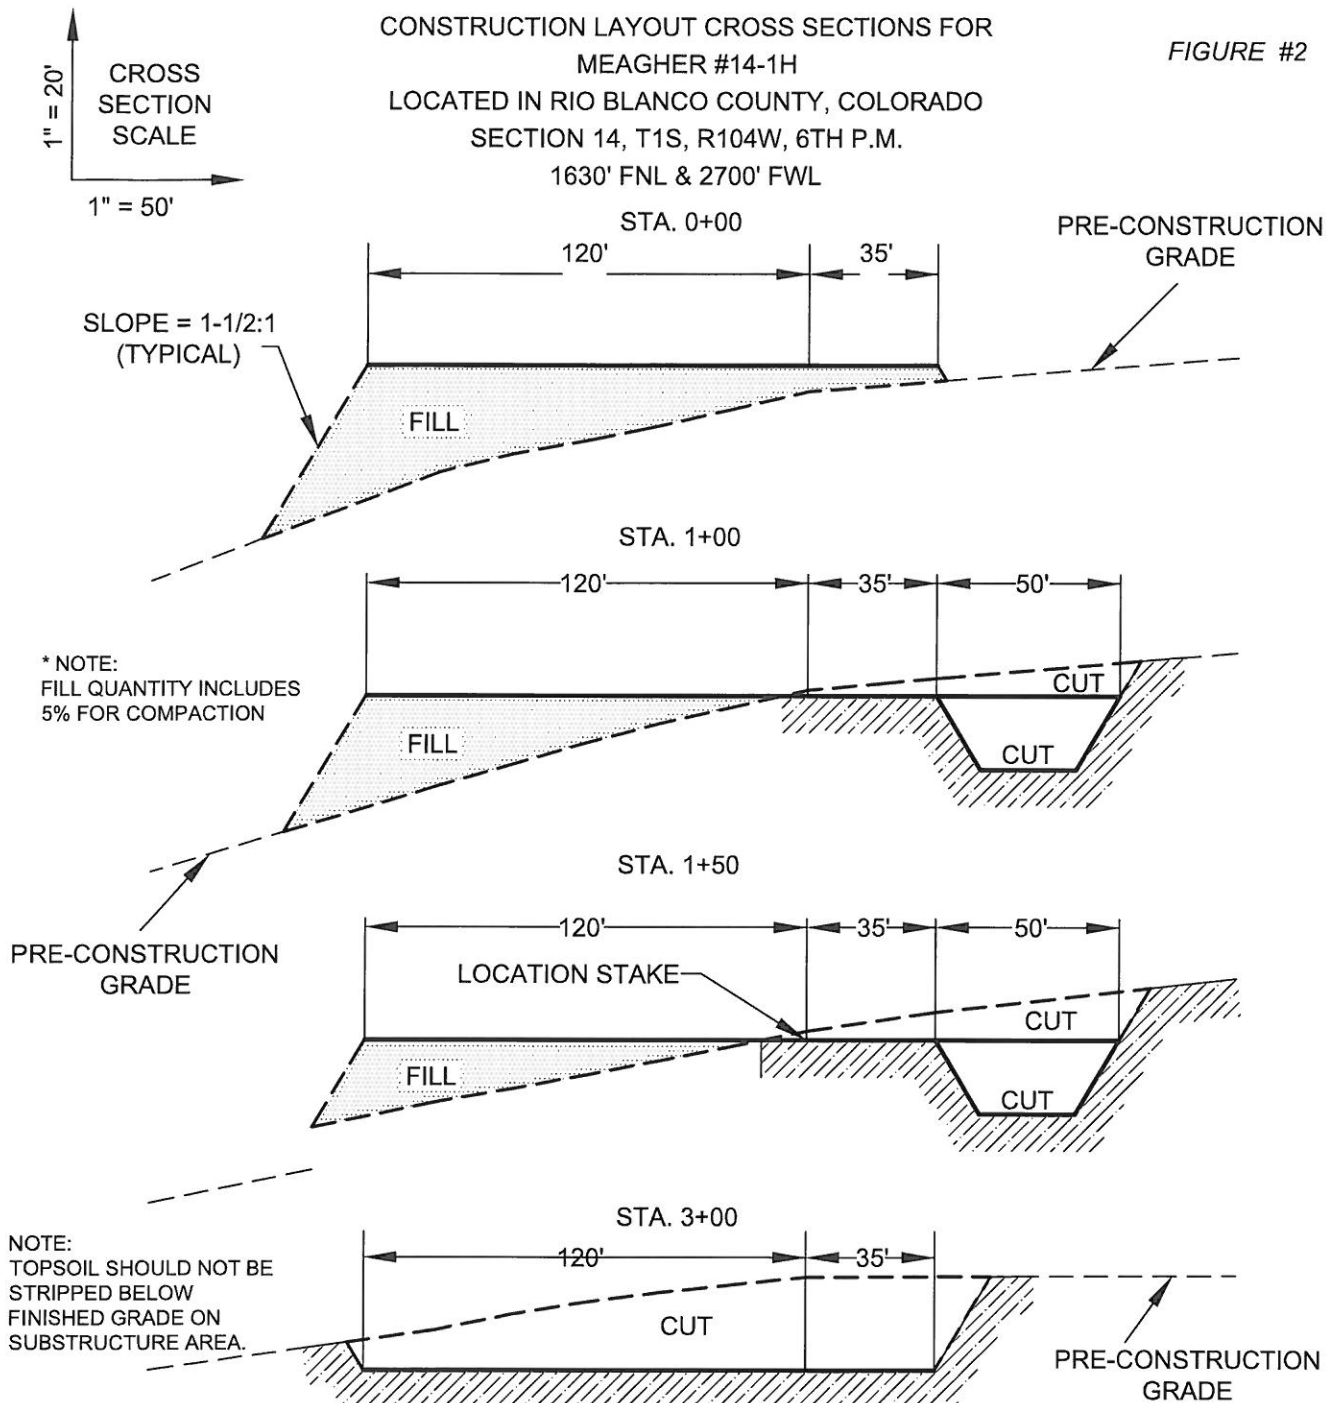 CONSTRUCTION LAYOUT CROSS SECTIONS FOR
MEAGHER #14-1H
LOCATED IN RIO BLANCO COUNTY, COLORADO
SECTION 14, T1S, R104W, 6TH P.M.
1630' FNL & 2700' FWL
FIGURE #2
1" = 20'
CROSS
SECTION
SCALE
1" = 50'
STA. 0+00
120'
35'
PRE-CONSTRUCTION
GRADE
SLOPE = 1-1/2:1
(TYPICAL)
FILL
STA. 1+00
120'
35'
50'
* NOTE:
FILL QUANTITY INCLUDES
5% FOR COMPACTION
CUT
FILL
CUT
PRE-CONSTRUCTION
GRADE
STA. 1+50
120'
35'
50'
LOCATION STAKE
CUT
FILL
CUT
STA. 3+00
120'
35'
NOTE:
TOPSOIL SHOULD NOT BE
STRIPPED BELOW
FINISHED GRADE ON
SUBSTRUCTURE AREA.
CUT
PRE-CONSTRUCTION
GRADE